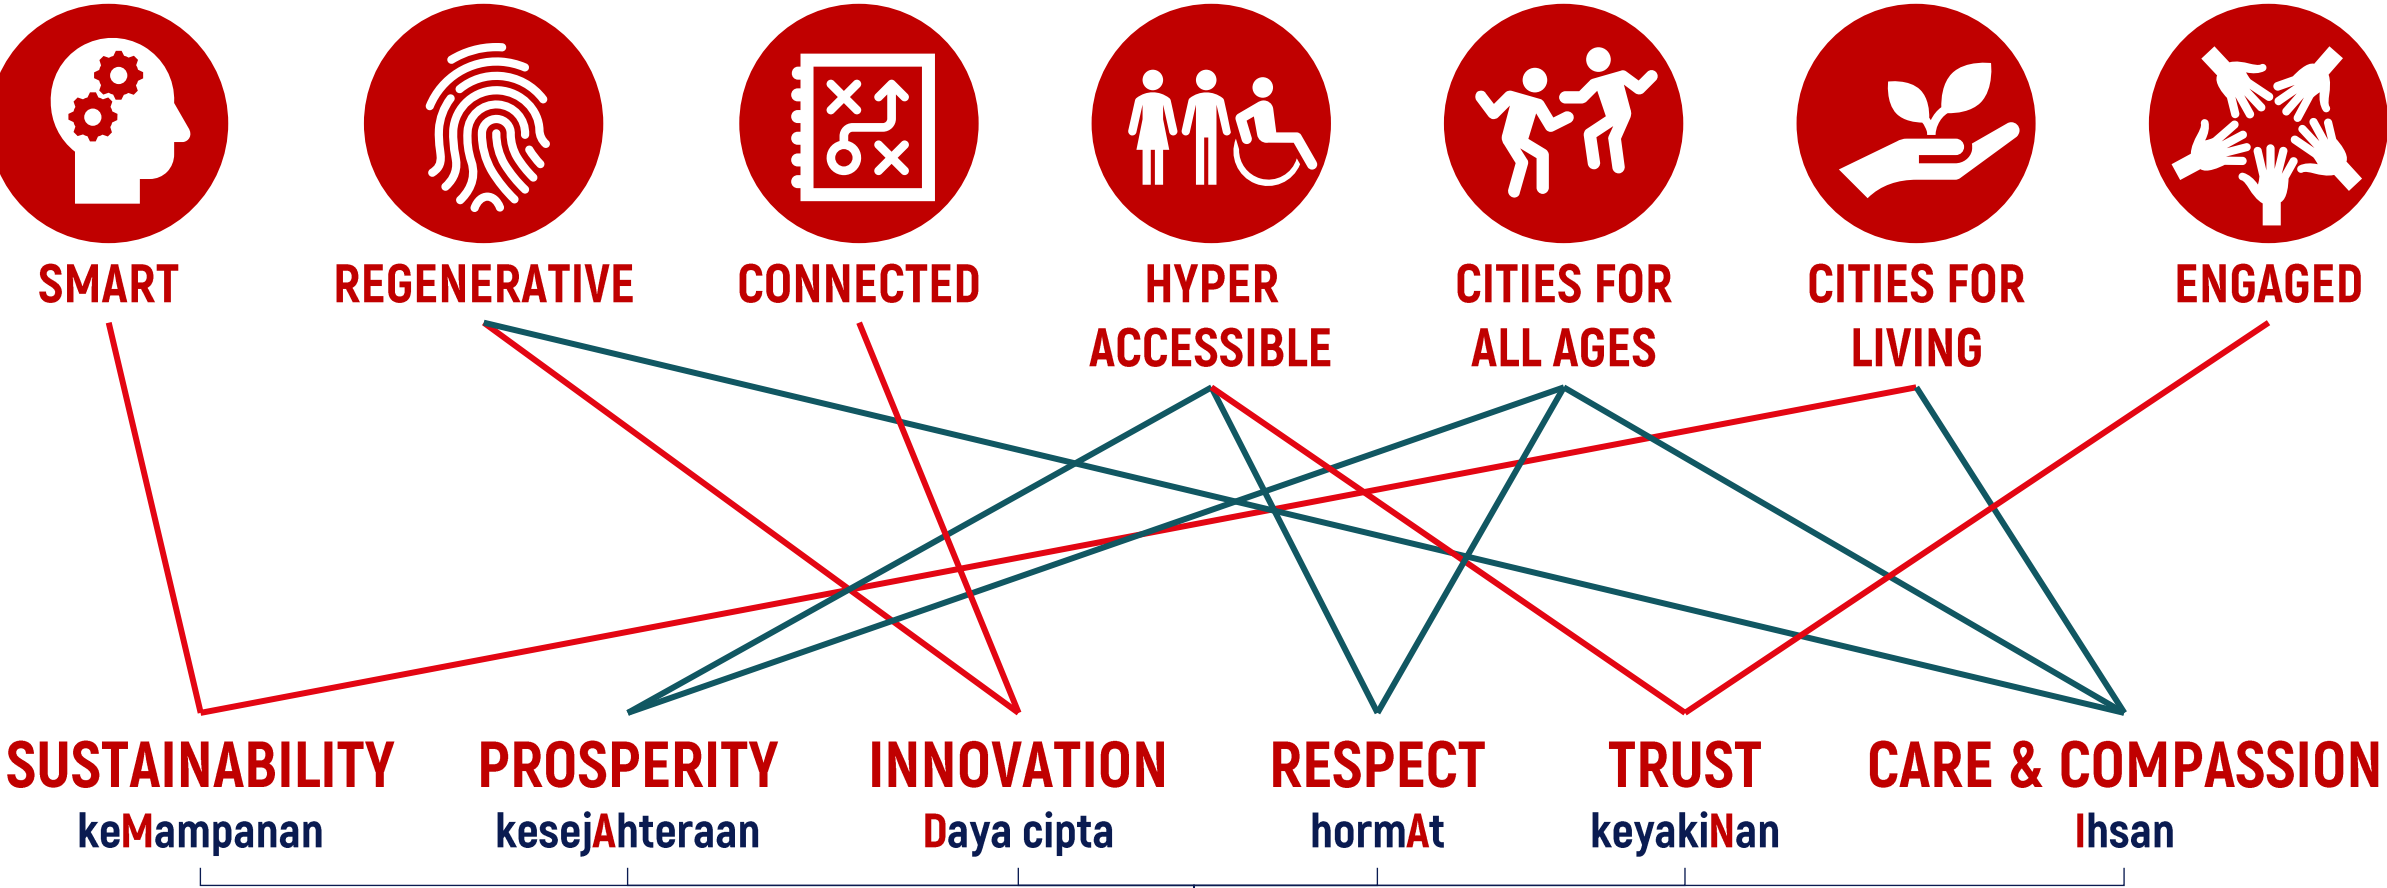 SMART
REGENERATIVE
CONNECTED
HYPER
ACCESSIBLE
CITIES FOR
ALL AGES
CITIES FOR
LIVING
ENGAGED
SUSTAINABILITY
keMampanan
PROSPERITY
kesejAhteraan
INNOVATION
Daya cipta
RESPECT
hormAt
TRUST
keyakiNan
CARE & COMPASSION
Ihsan